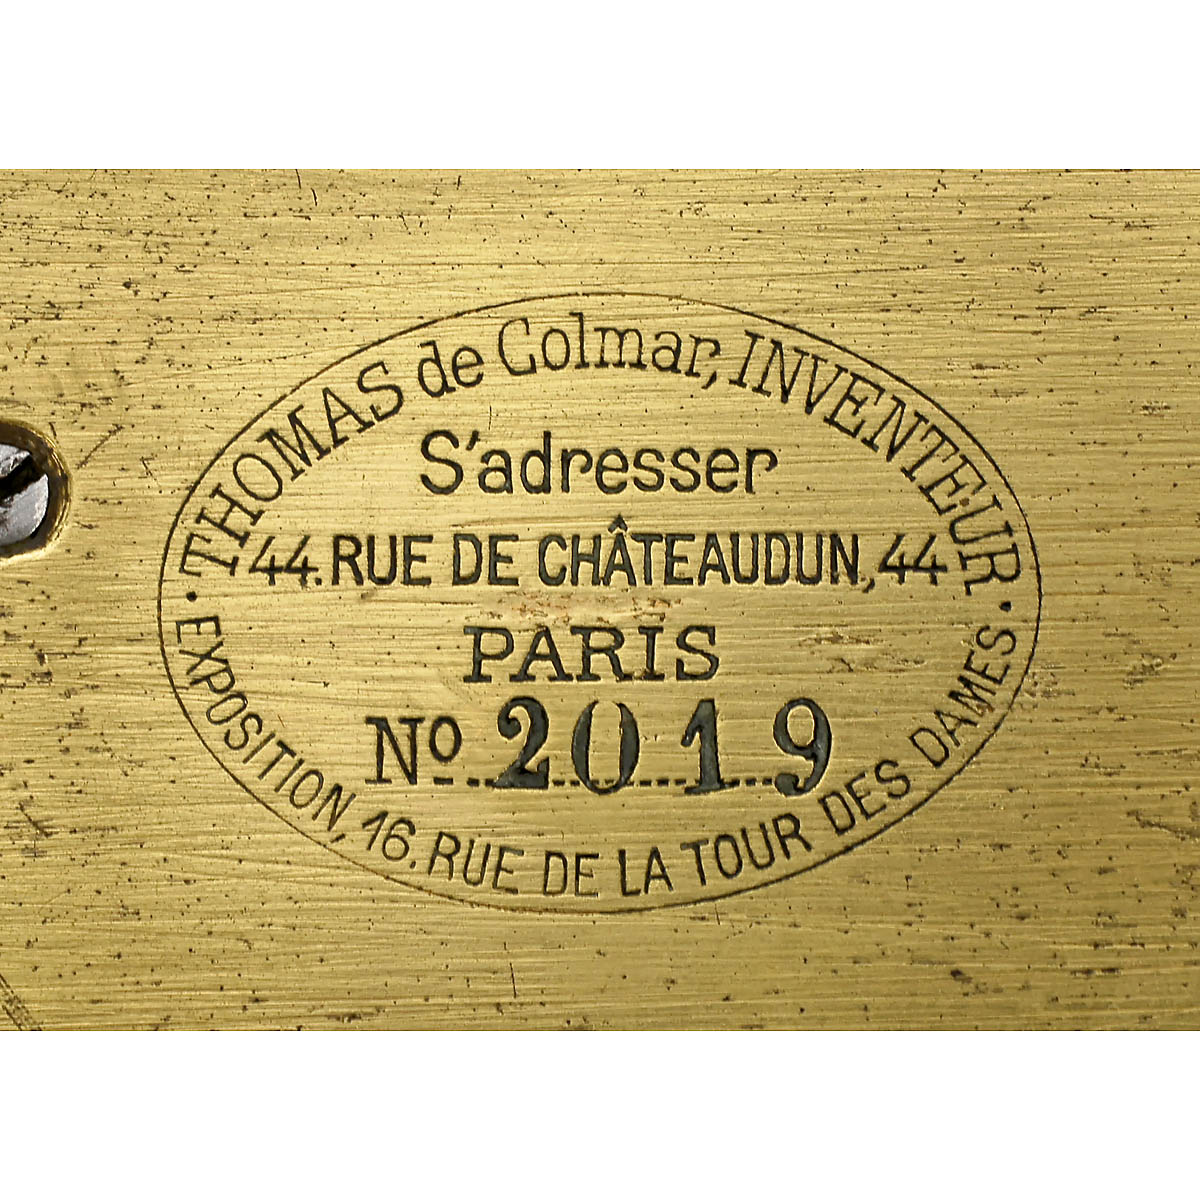 THOMAS de Colmar, INVENTEUR
S'adresser
44. RUE DE CHÂTEAUDUN, 44
PARIS
No 2019
• EXPOSITION, 16. RUE DE LA TOUR DES DAMES •